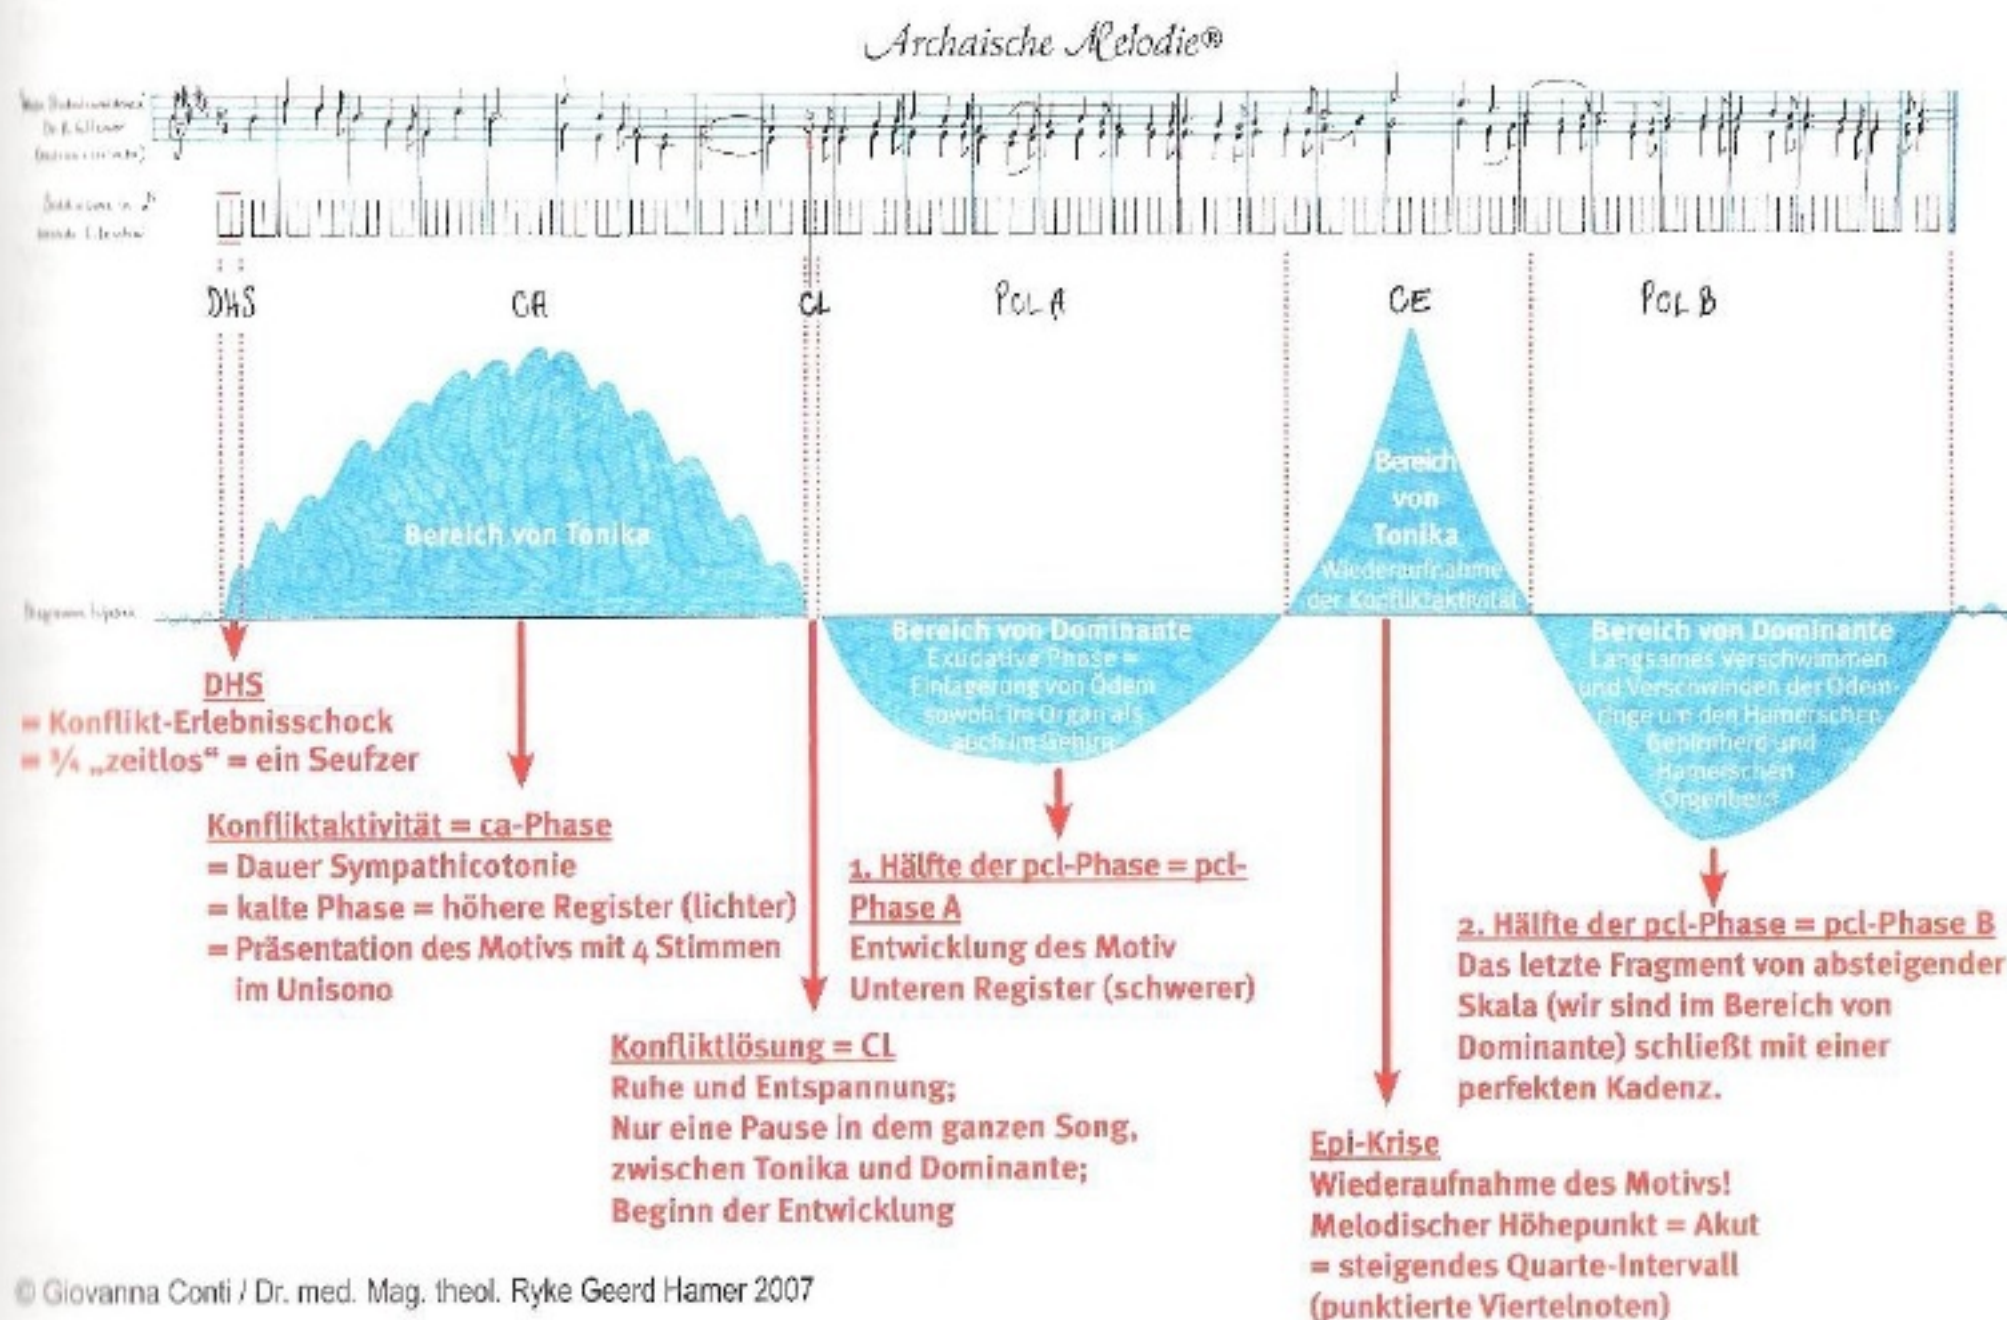 Archaische Melodie®
DHS
CA
CL
PCL A
CE
PCL B
Bereich von Tonika
Bereich
von
Tonika
Wiederaufnahme
der Konfliktaktivität
Bereich von Dominante
Exudative Phase =
Einlagerung von Ödem
sowohl im Organ als
auch im Gehirn
Bereich von Dominante
Langsames Verschwimmen
und Verschwinden der Ödem-
ringe um den Hamerschen
und
Hamerschen
DHS
= Konflikt-Erlebnisschock
= ¾ „zeitlos“ = ein Seufzer
Konfliktaktivität = ca-Phase
= Dauer Sympathicotonie
= kalte Phase = höhere Register (lichter)
= Präsentation des Motivs mit 4 Stimmen
im Unisono
Konfliktlösung = CL
Ruhe und Entspannung;
Nur eine Pause in dem ganzen Song,
zwischen Tonika und Dominante;
Beginn der Entwicklung
1. Hälfte der pcl-Phase = pcl-
Phase A
Entwicklung des Motiv
Unteren Register (schwerer)
Epi-Krise
Wiederaufnahme des Motivs!
Melodischer Höhepunkt = Akut
= steigendes Quarte-Intervall
(punktierte Viertelnoten)
2. Hälfte der pcl-Phase = pcl-Phase B
Das letzte Fragment von absteigender
Skala (wir sind im Bereich von
Dominante) schließt mit einer
perfekten Kadenz.
© Giovanna Conti / Dr. med. Mag. theol. Ryke Geerd Hamer 2007